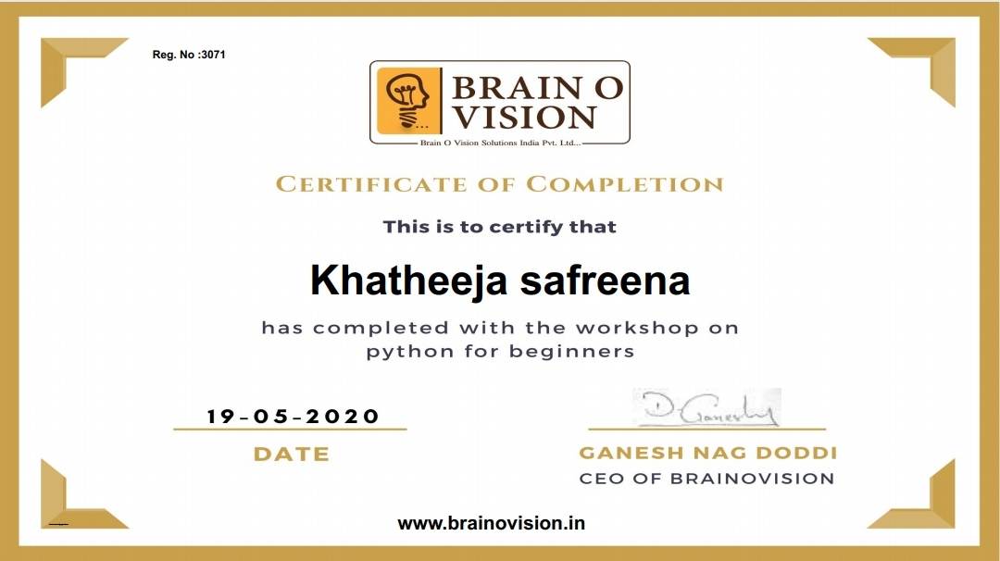 Reg. No :3071
BRAIN O
VISION
Brain O Vision Solutions India Pvt. Ltd...
CERTIFICATE OF COMPLETION
This is to certify that
Khatheeja safreena
has completed with the workshop on
python for beginners
19-05-2020
DATE
D. Ganesh
GANESH NAG DODDI
CEO OF BRAINOVISION
www.brainovision.in